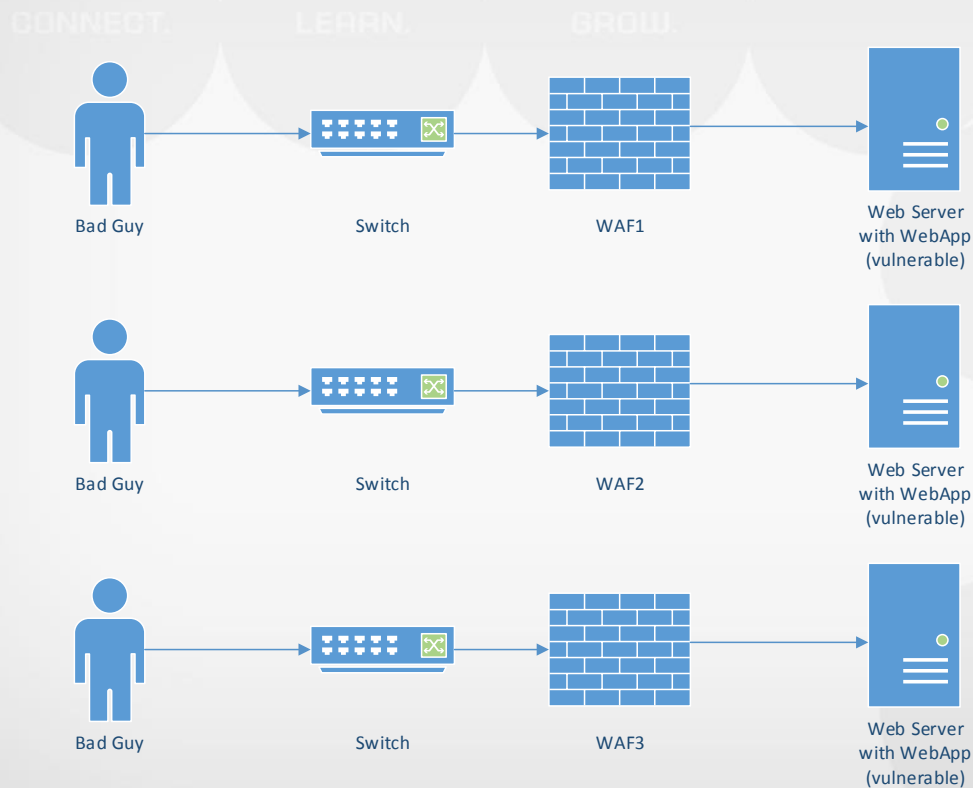 CONNECT. LEARN. GROW.
Bad Guy
Switch
WAF1
Web Server
with WebApp
(vulnerable)
Bad Guy
Switch
WAF2
Web Server
with WebApp
(vulnerable)
Bad Guy
Switch
WAF3
Web Server
with WebApp
(vulnerable)